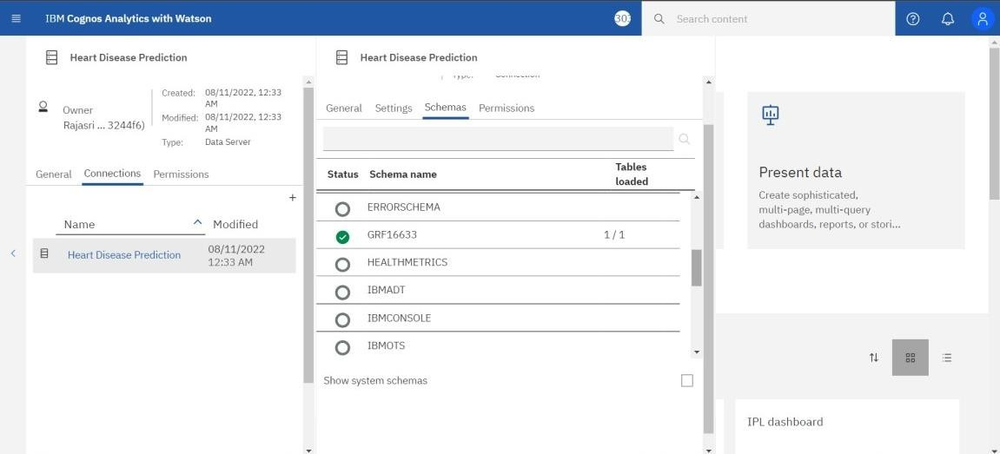 IBM Cognos Analytics with Watson
303
Search content
Heart Disease Prediction
Owner
Rajasri ... 3244f6)
Created: 08/11/2022, 12:33
AM
Modified: 08/11/2022, 12:33
AM
Type: Data Server
General Connections Permissions
+
Name Modified
Heart Disease Prediction 08/11/2022
12:33 AM
Heart Disease Prediction
Type: Connection
General Settings Schemas Permissions
Status Schema name Tables
loaded
ERRORSCHEMA
GRF16633 1 / 1
HEALTHMETRICS
IBMADT
IBMCONSOLE
IBMOTS
Show system schemas
Present data
Create sophisticated,
multi-page, multi-query
dashboards, reports, or stori...
IPL dashboard